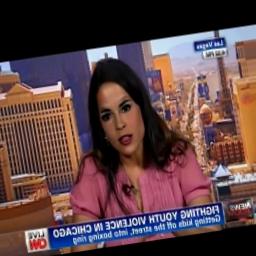 Las Vegas
FIGHTING YOUTH VIOLENCE IN CHICAGO
Getting kids off the street, into boxing ring
LIVE
CNN
NEWS